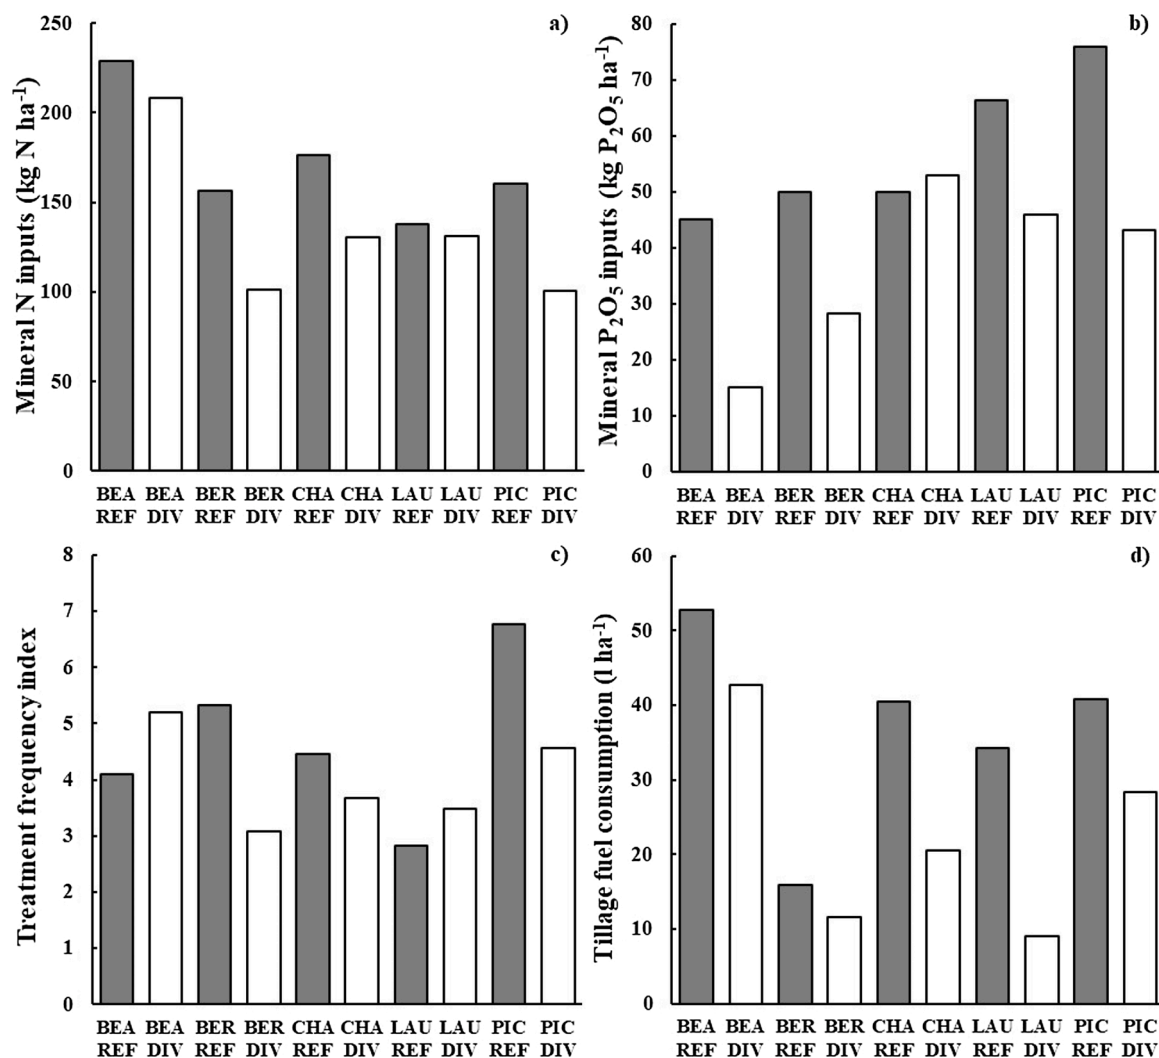 a)
Mineral N inputs (kg N ha⁻¹)
250
200
150
100
50
0
BEA BEA BER BER CHA CHA LAU LAU PIC PIC
REF DIV REF DIV REF DIV REF DIV REF DIV
b)
Mineral P₂O₅ inputs (kg P₂O₅ ha⁻¹)
80
70
60
50
40
30
20
10
0
BEA BEA BER BER CHA CHA LAU LAU PIC PIC
REF DIV REF DIV REF DIV REF DIV REF DIV
c)
Treatment frequency index
8
7
6
5
4
3
2
1
0
BEA BEA BER BER CHA CHA LAU LAU PIC PIC
REF DIV REF DIV REF DIV REF DIV REF DIV
d)
Tillage fuel consumption (l ha⁻¹)
60
50
40
30
20
10
0
BEA BEA BER BER CHA CHA LAU LAU PIC PIC
REF DIV REF DIV REF DIV REF DIV REF DIV